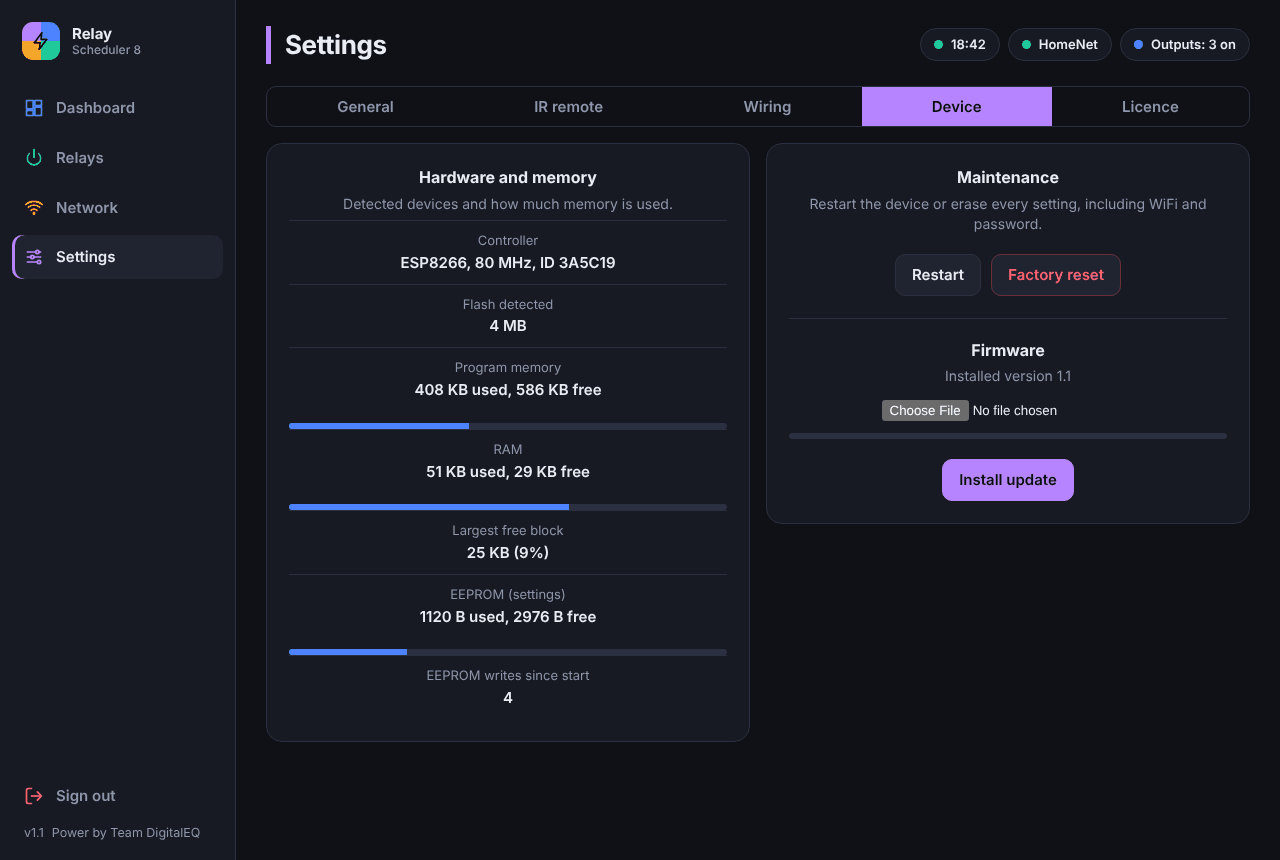 Relay
Scheduler 8
Dashboard
Relays
Network
Settings
Sign out
v1.1 Power by Team DigitalEQ
Settings
18:42
HomeNet
Outputs: 3 on
General
IR remote
Wiring
Device
Licence
Hardware and memory
Detected devices and how much memory is used.
Controller
ESP8266, 80 MHz, ID 3A5C19
Flash detected
4 MB
Program memory
408 KB used, 586 KB free
RAM
51 KB used, 29 KB free
Largest free block
25 KB (9%)
EEPROM (settings)
1120 B used, 2976 B free
EEPROM writes since start
4
Maintenance
Restart the device or erase every setting, including WiFi and
password.
Restart
Factory reset
Firmware
Installed version 1.1
Choose File No file chosen
Install update